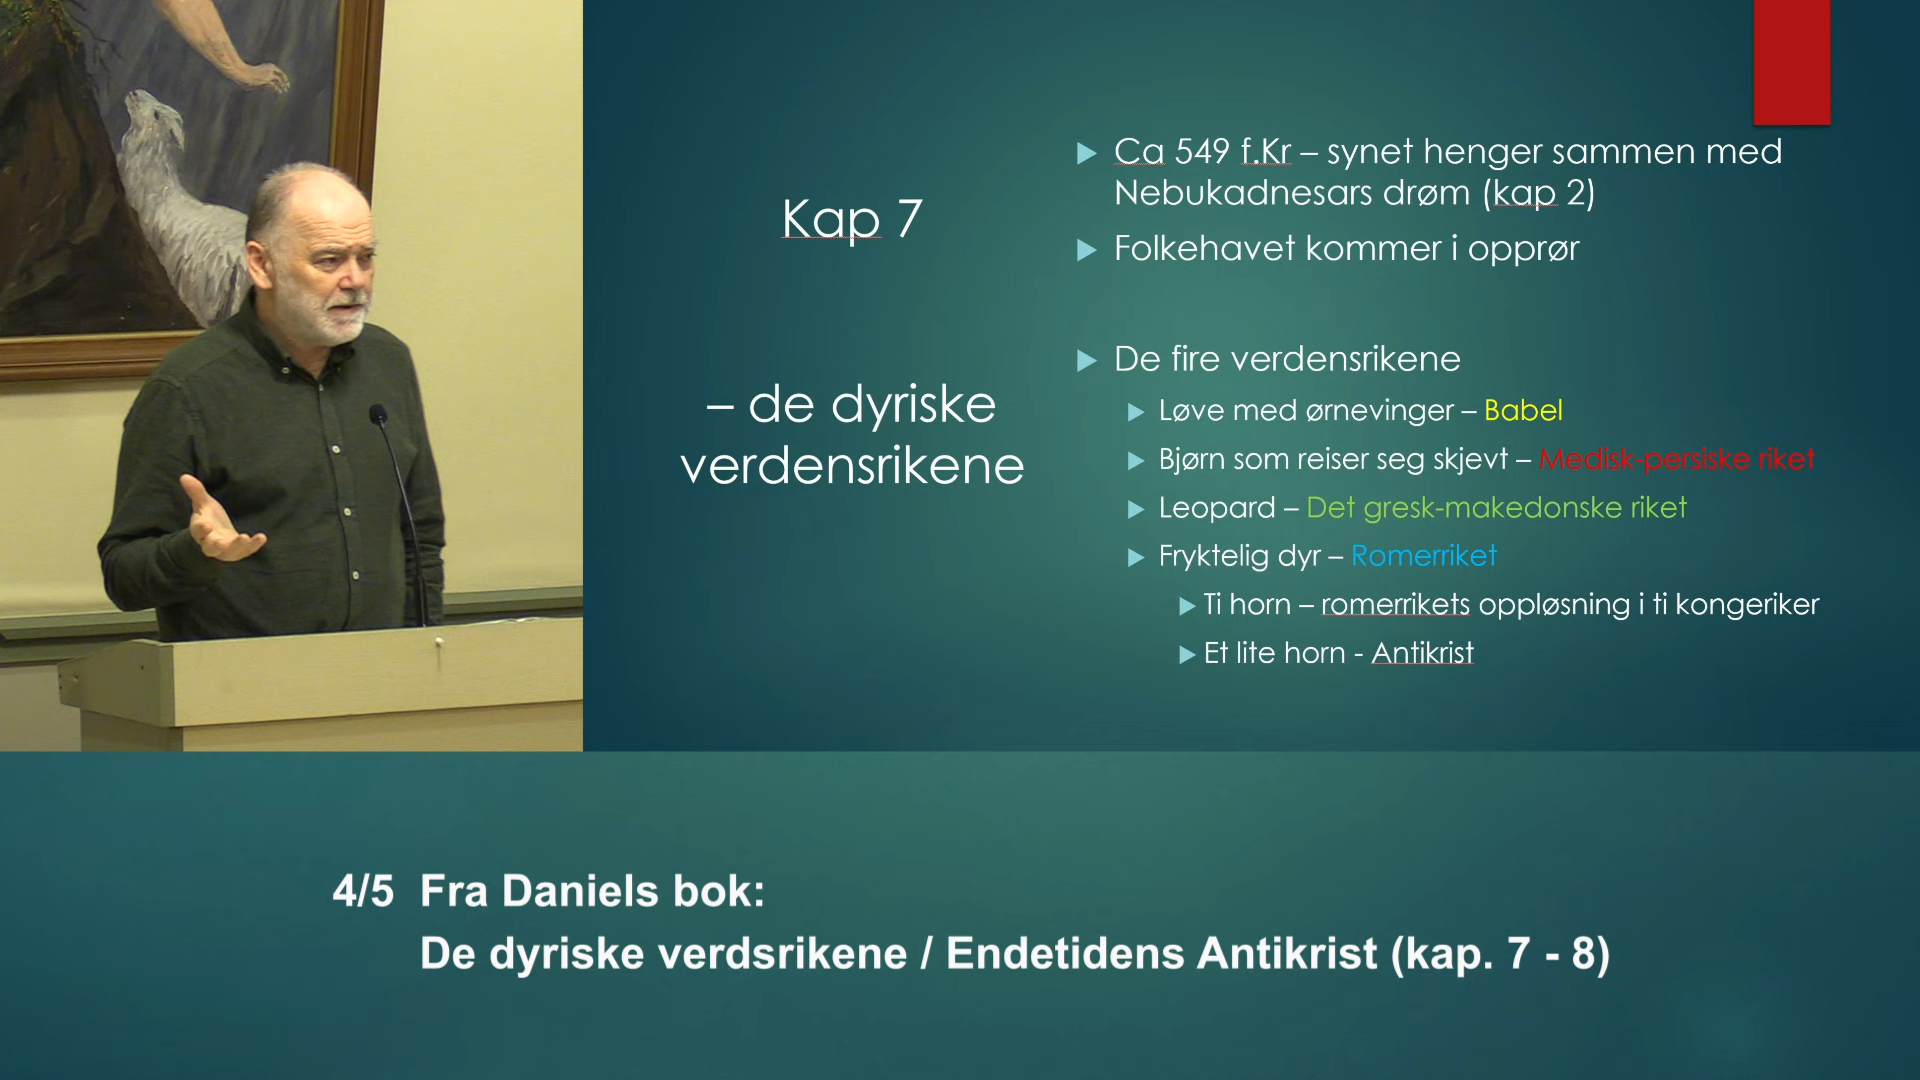 Kap 7
– de dyriske
verdensrikene
Ca 549 f.Kr – synet henger sammen med
Nebukadnesars drøm (kap 2)
Folkehavet kommer i opprør
De fire verdensrikene
Løve med ørnevinger – Babel
Bjørn som reiser seg skjevt – Medisk-persiske riket
Leopard – Det gresk-makedonske riket
Fryktelig dyr – Romerriket
Ti horn – romerrikets oppløsning i ti kongeriker
Et lite horn - Antikrist
4/5 Fra Daniels bok:
De dyriske verdsrikene / Endetidens Antikrist (kap. 7 - 8)